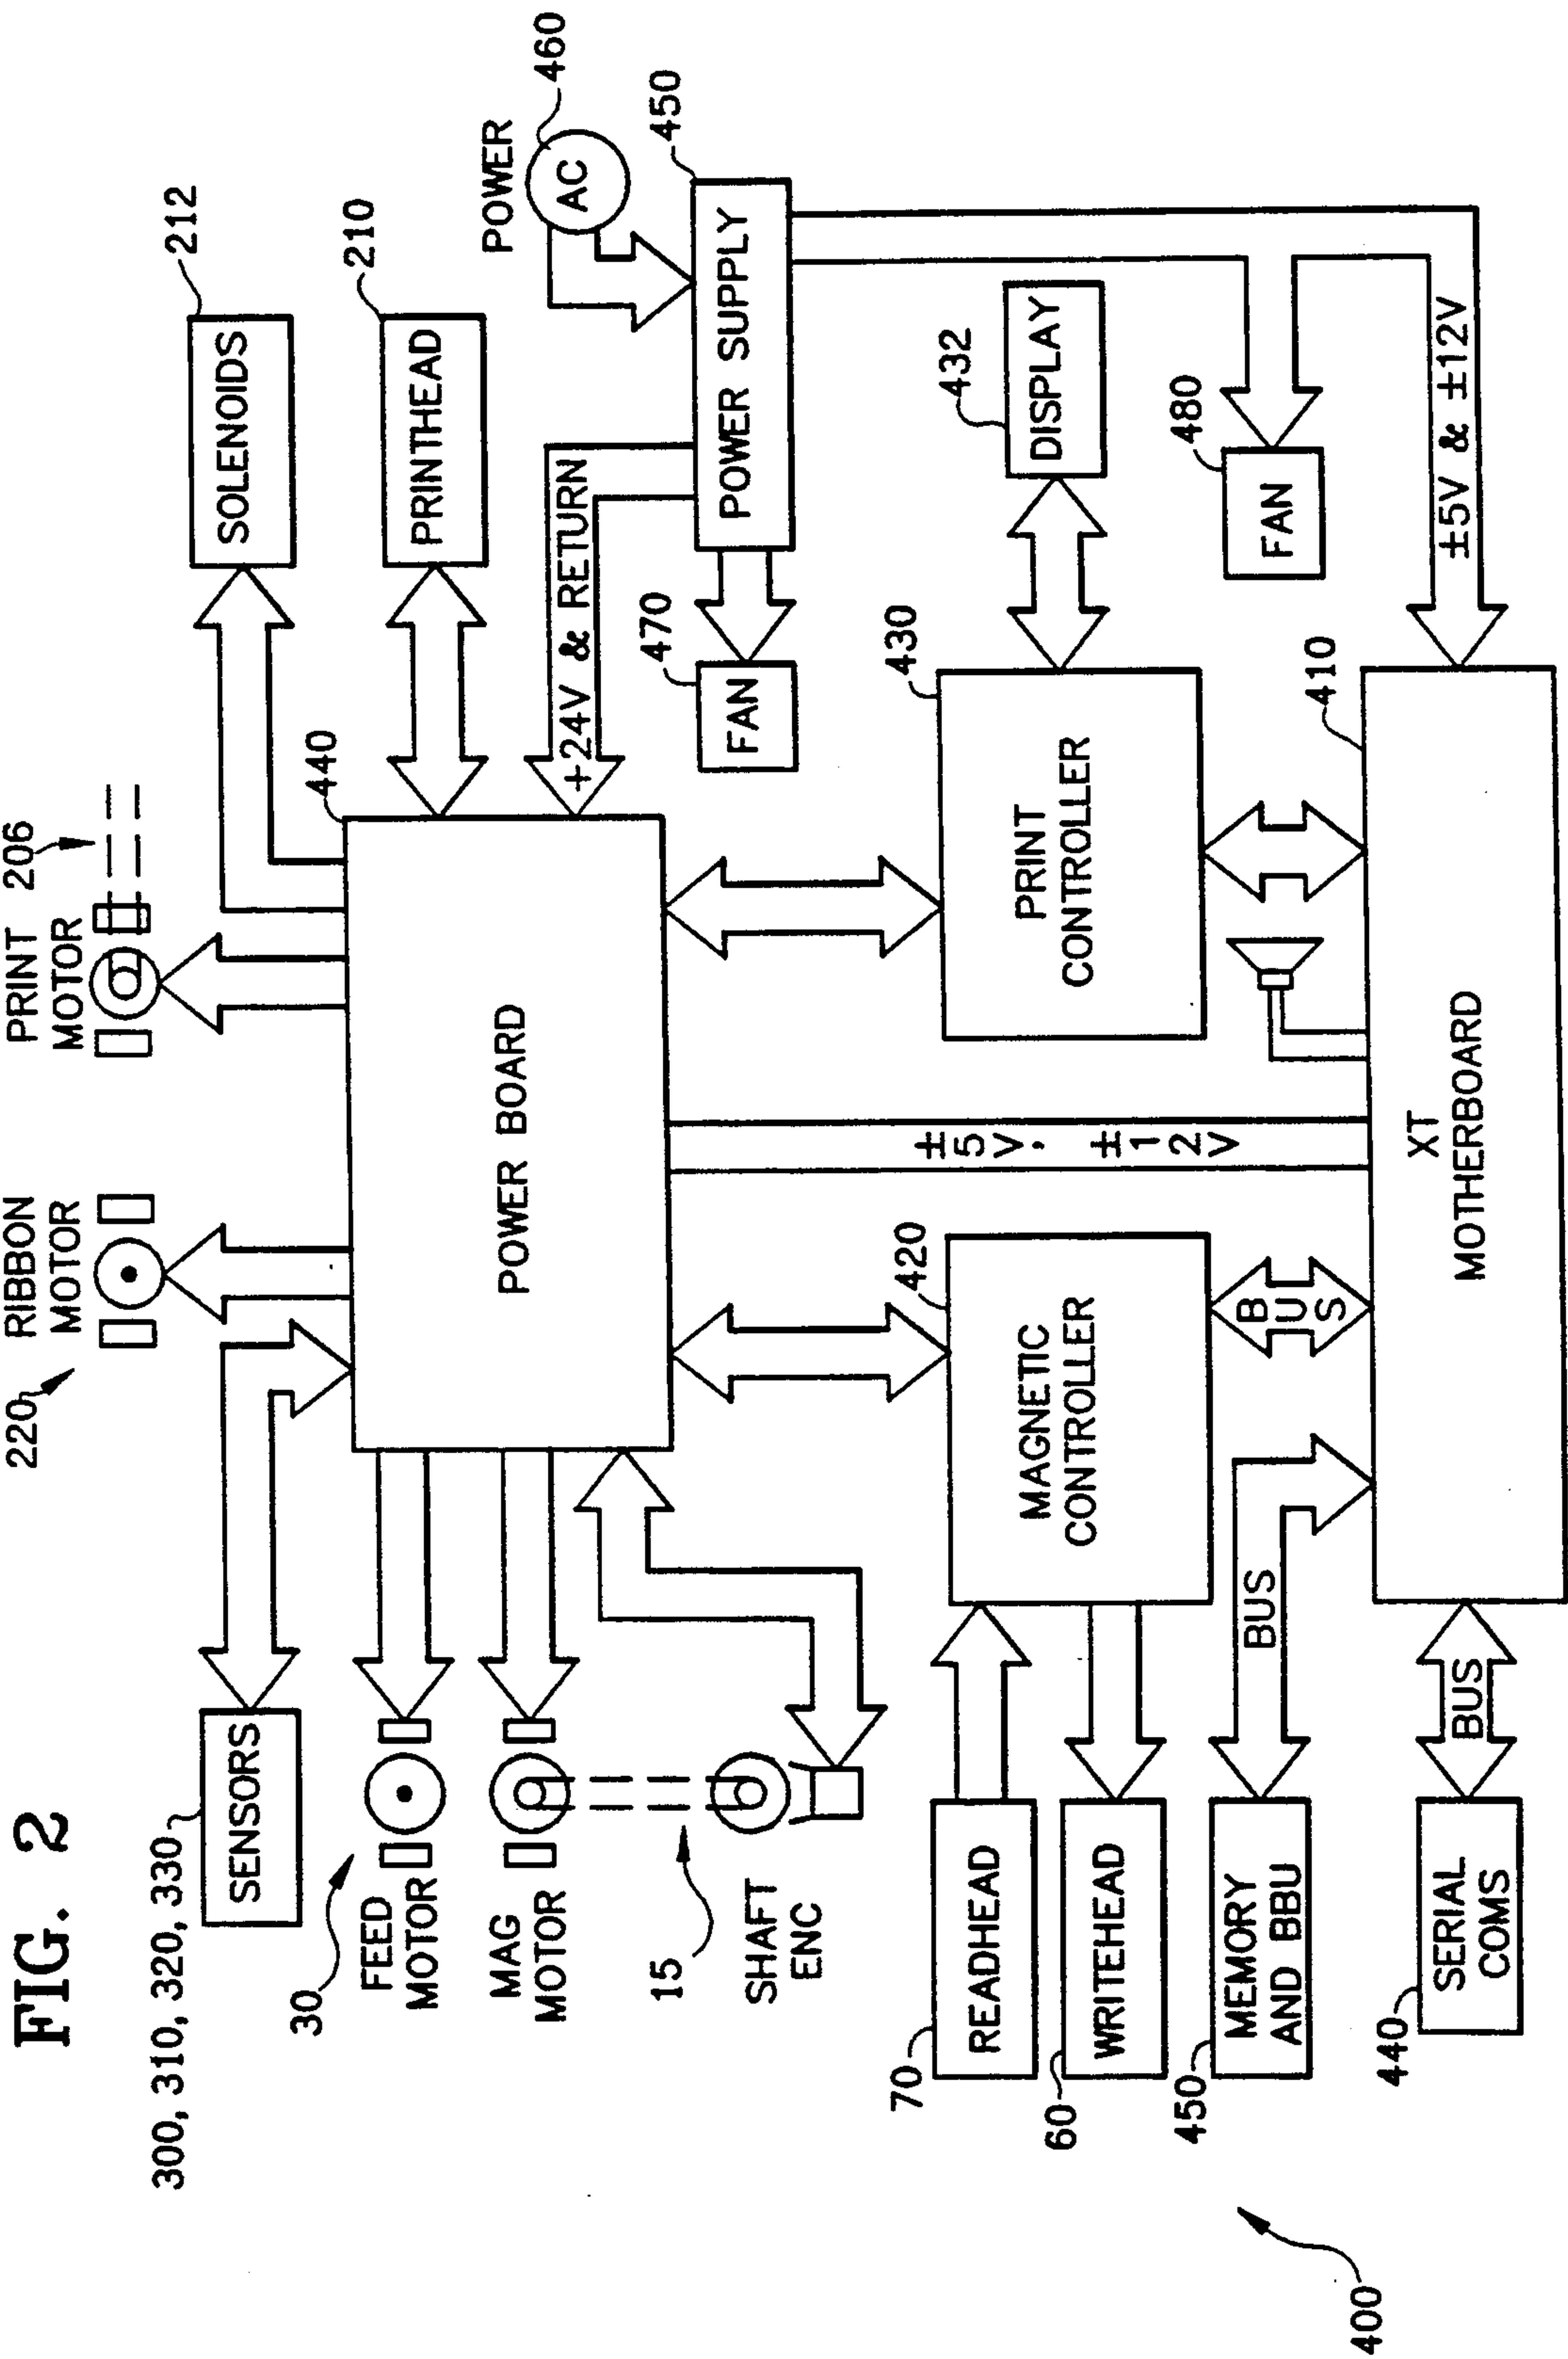 FIG. 2
300, 310, 320, 330
SENSORS
220
RIBBON
MOTOR
PRINT
MOTOR
206
212
SOLENOIDS
210
PRINTHEAD
440
30
FEED
MOTOR
MAG
MOTOR
15
SHAFT
ENC
POWER BOARD
+24V & RETURN
POWER
460
AC
450
POWER SUPPLY
470
FAN
432
DISPLAY
480
FAN
±5V & ±12V
430
PRINT
CONTROLLER
±5V, ±12V
420
MAGNETIC
CONTROLLER
BUS
70
READHEAD
60
WRITEHEAD
450
MEMORY
AND BBU
BUS
440
SERIAL
COMS
BUS
410
XT
MOTHERBOARD
400